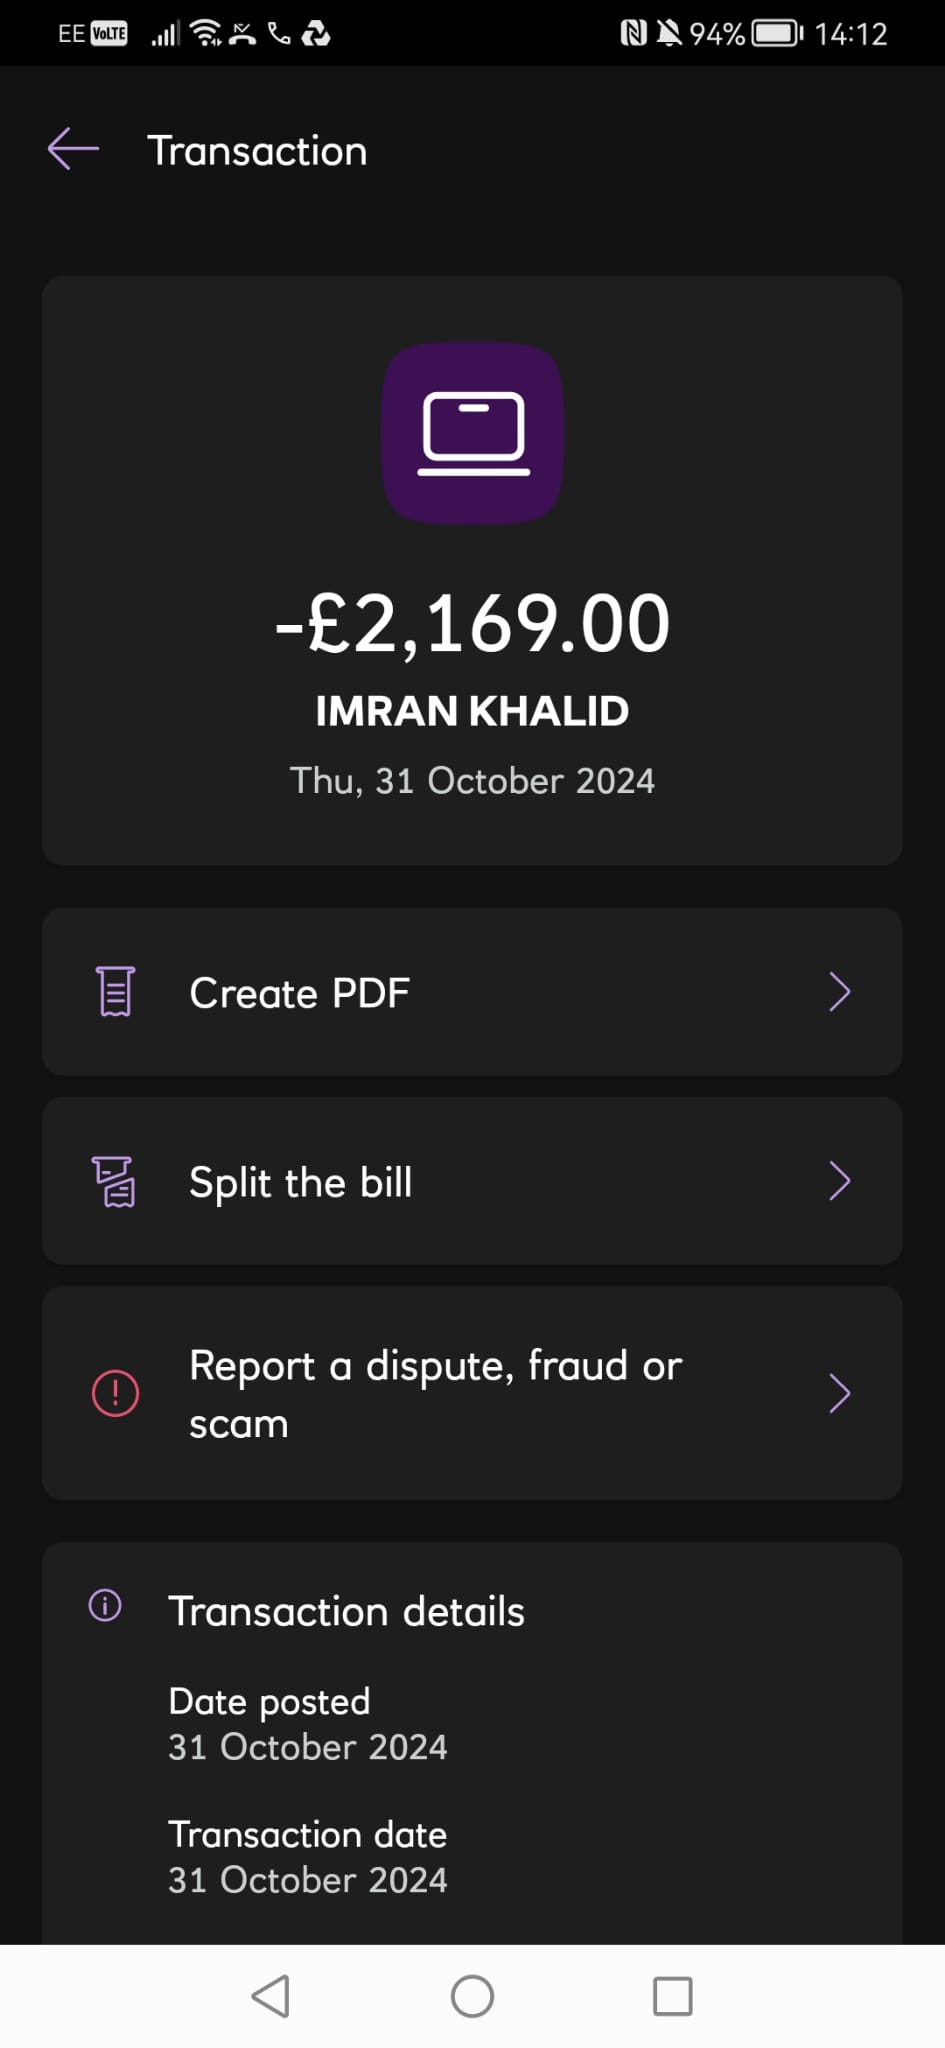 EE VoLTE 94% 14:12
Transaction
-£2,169.00
IMRAN KHALID
Thu, 31 October 2024
Create PDF
Split the bill
Report a dispute, fraud or
scam
Transaction details
Date posted
31 October 2024
Transaction date
31 October 2024